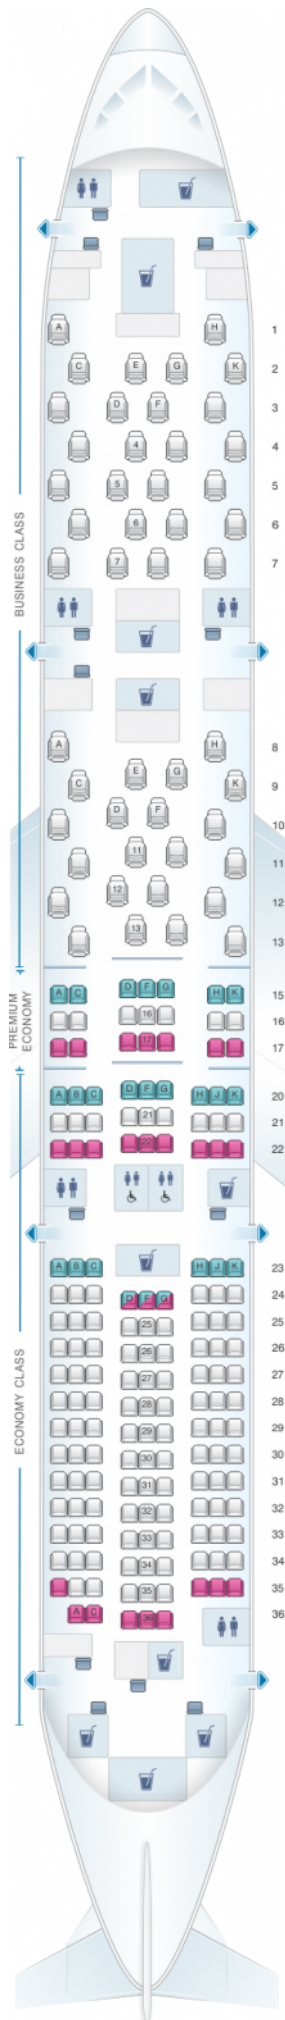 BUSINESS CLASS
A H 1
C E G K 2
D F 3
4 4
5 5
6 6
7 7
A H 8
E G
C K 9
D F 10
11 11
12 12
13 13
PREMIUM
ECONOMY
A C D F G H K 15
16 16
17 17
A B C D F G H J K 20
21 21
22 22
ECONOMY CLASS
A B C H J K 23
D F G 24
25 25
26 26
27 27
28 28
29 29
30 30
31 31
32 32
33 33
34 34
35 35
A C 36 36